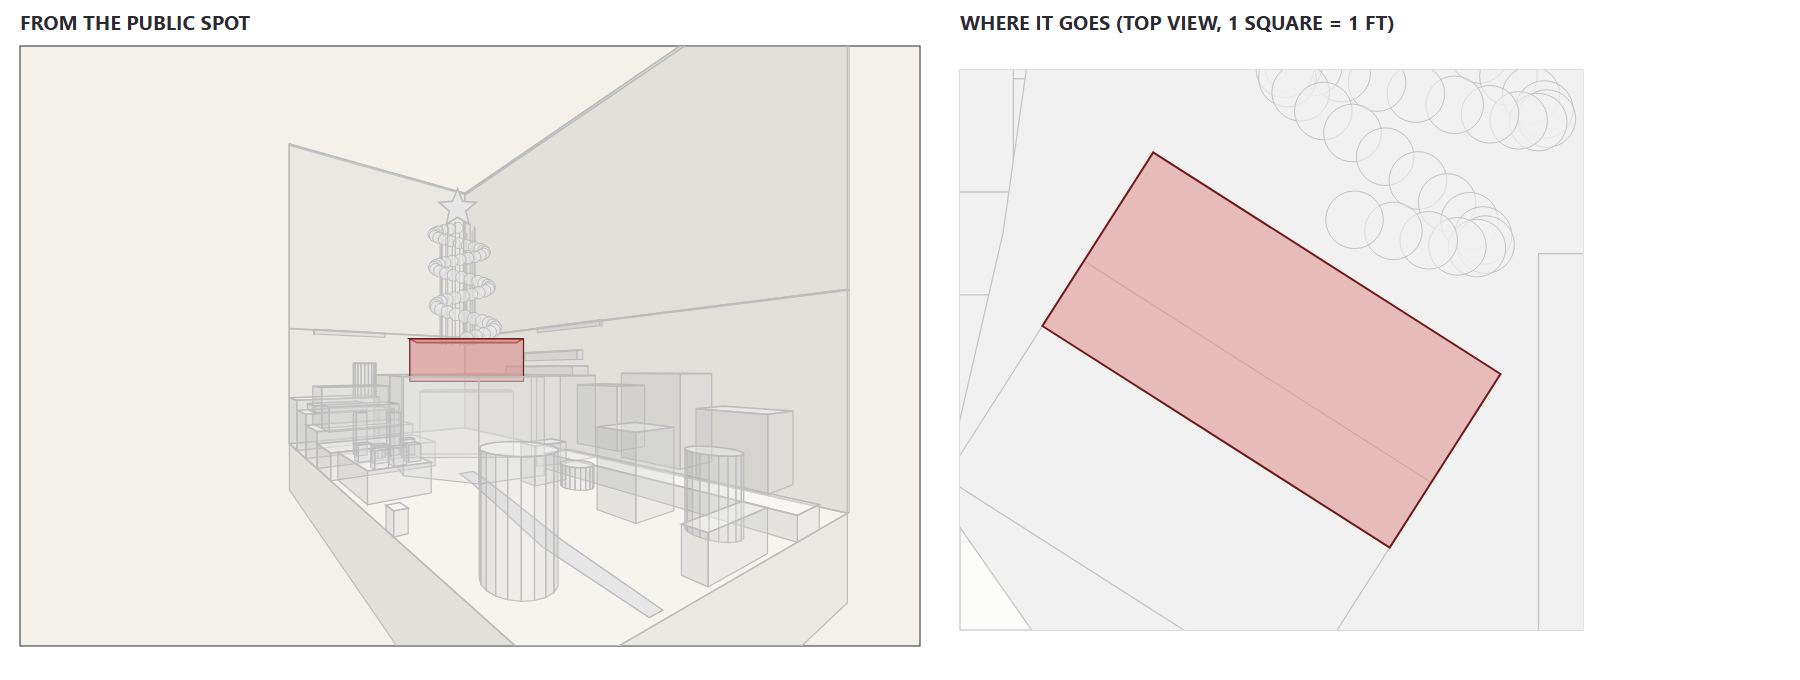 FROM THE PUBLIC SPOT
WHERE IT GOES (TOP VIEW, 1 SQUARE = 1 FT)